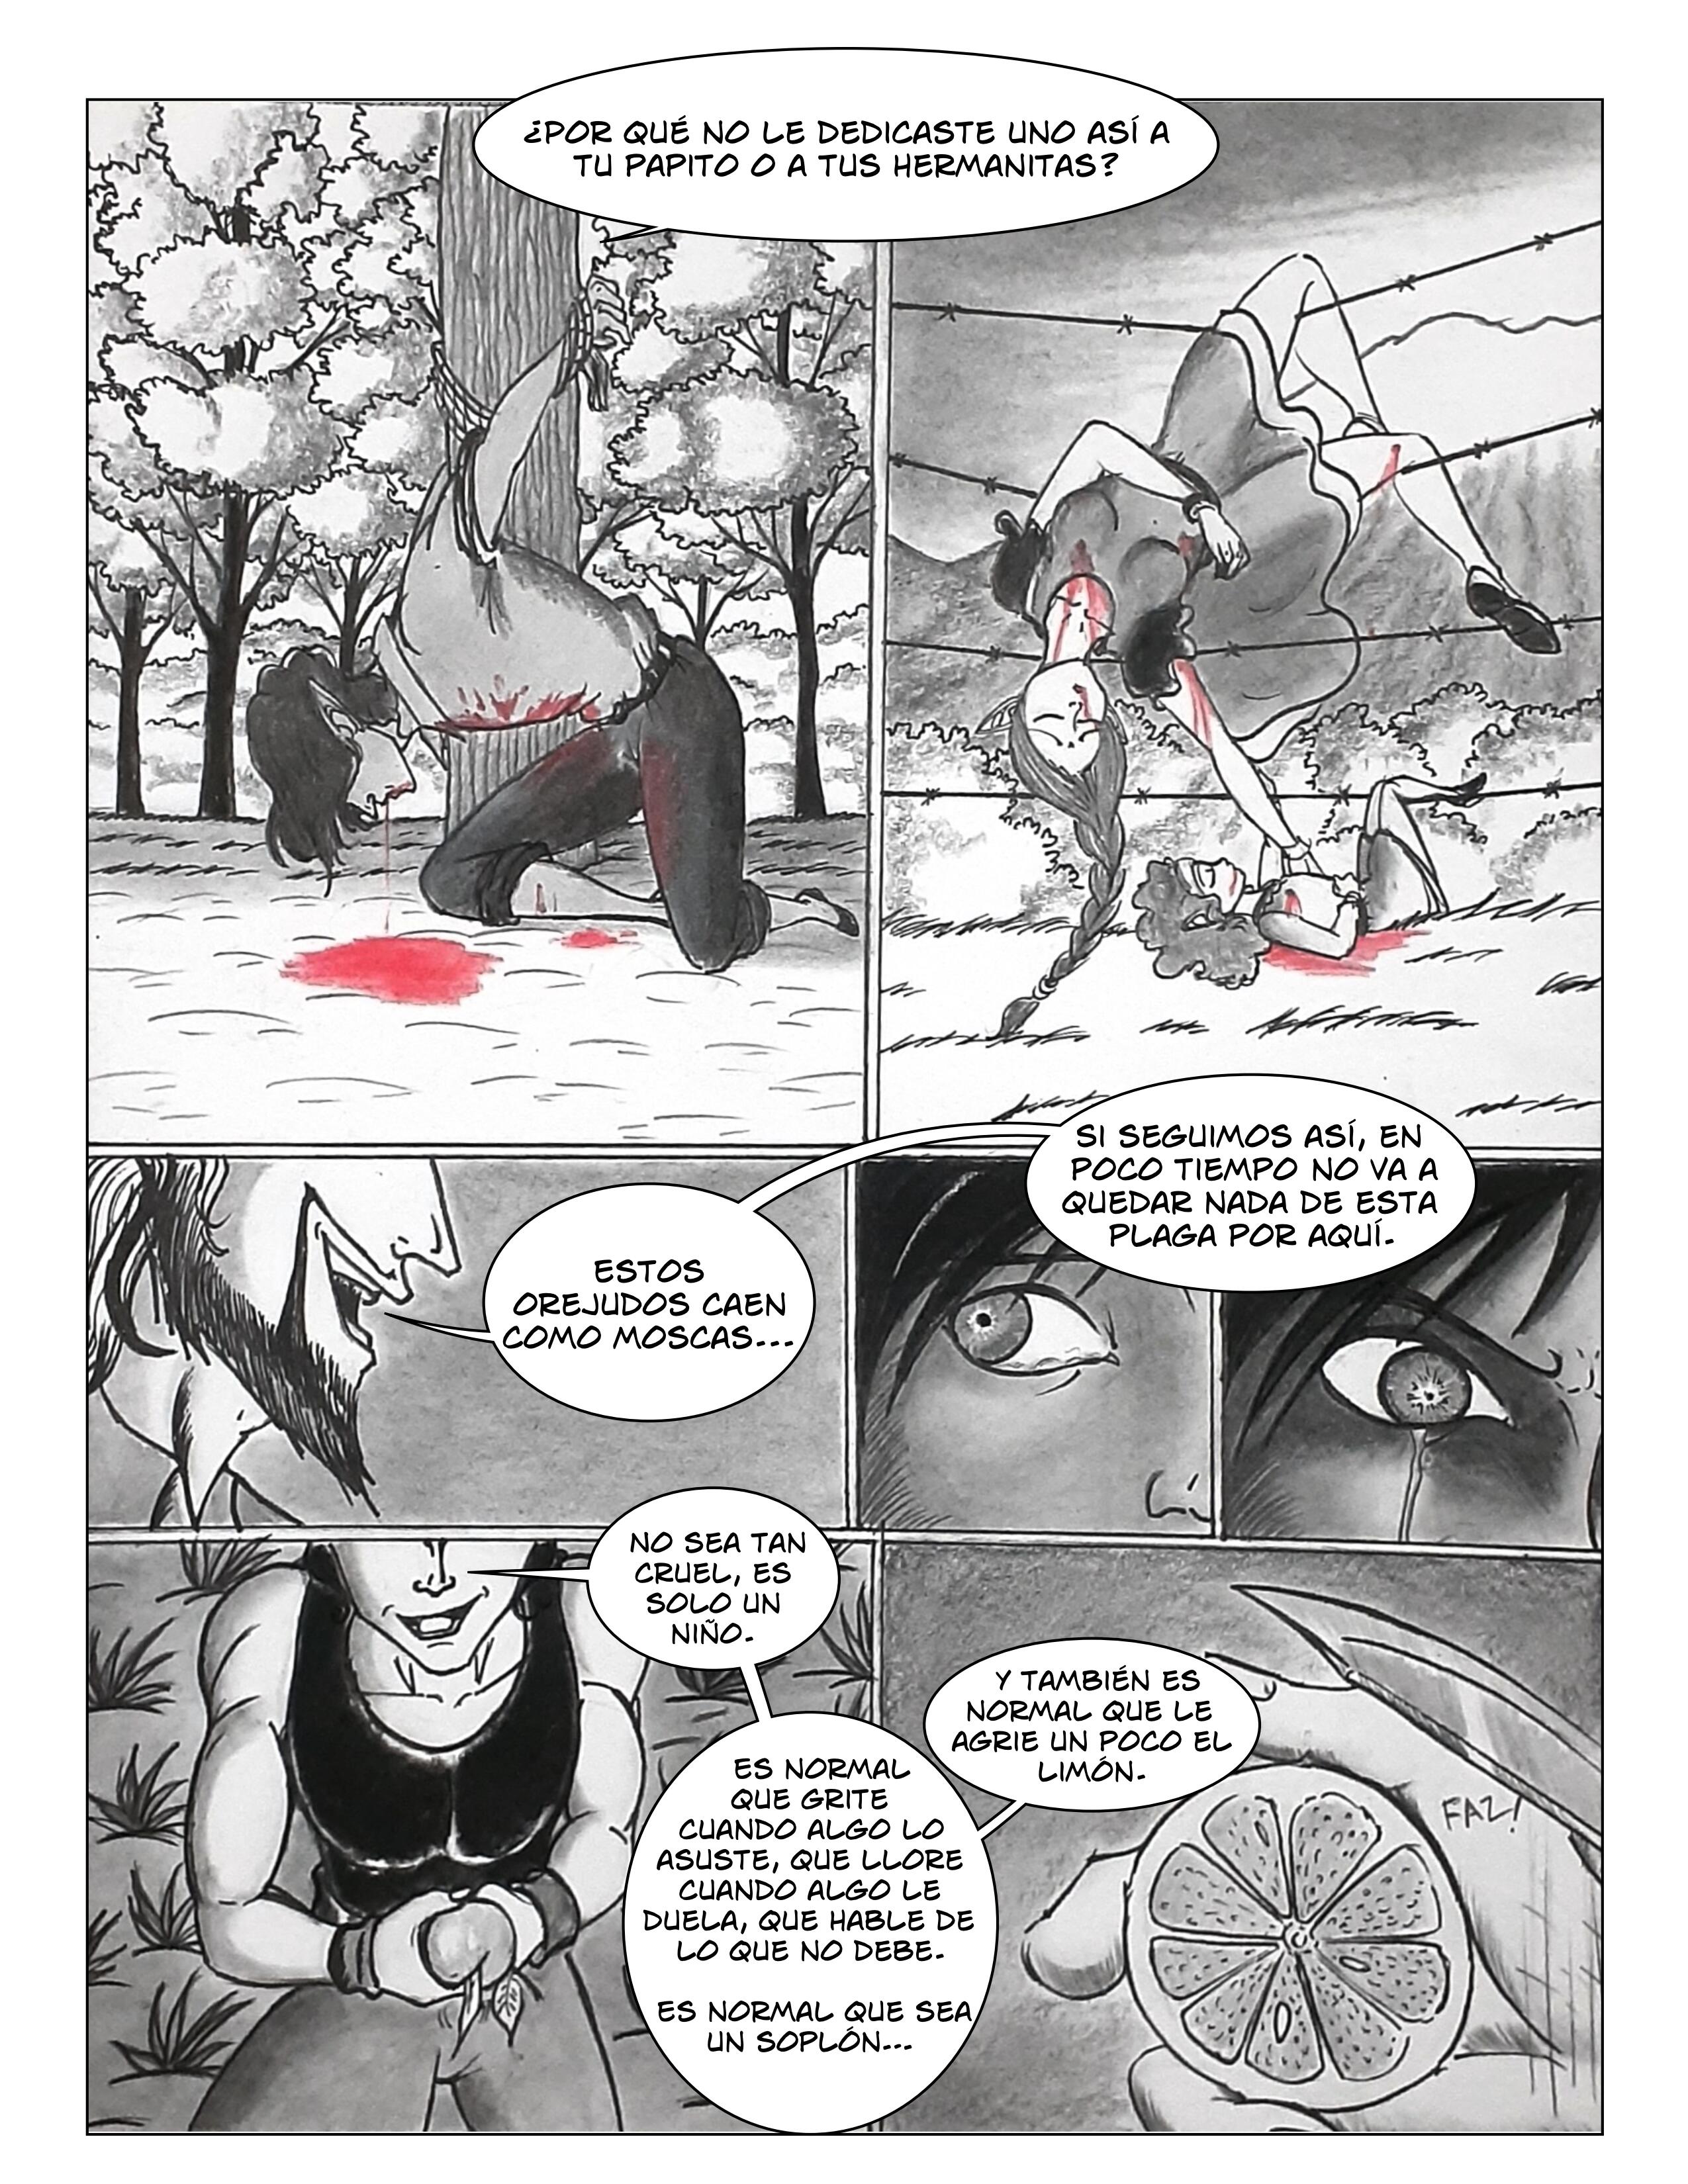 ¿POR QUÉ NO LE DEDICASTE UNO ASÍ A
TU PAPITO O A TUS HERMANITAS?
ESTOS
OREJUDOS CAEN
COMO MOSCAS...
SI SEGUIMOS ASÍ, EN
POCO TIEMPO NO VA A
QUEDAR NADA DE ESTA
PLAGA POR AQUÍ.
NO SEA TAN
CRUEL, ES
SOLO UN
NIÑO.
ES NORMAL
QUE GRITE
CUANDO ALGO LO
ASUSTE, QUE LLORE
CUANDO ALGO LE
DUELA, QUE HABLE DE
LO QUE NO DEBE.
ES NORMAL QUE SEA
UN SOPLÓN...
Y TAMBIÉN ES
NORMAL QUE LE
AGRIE UN POCO EL
LIMÓN.
FAZ!